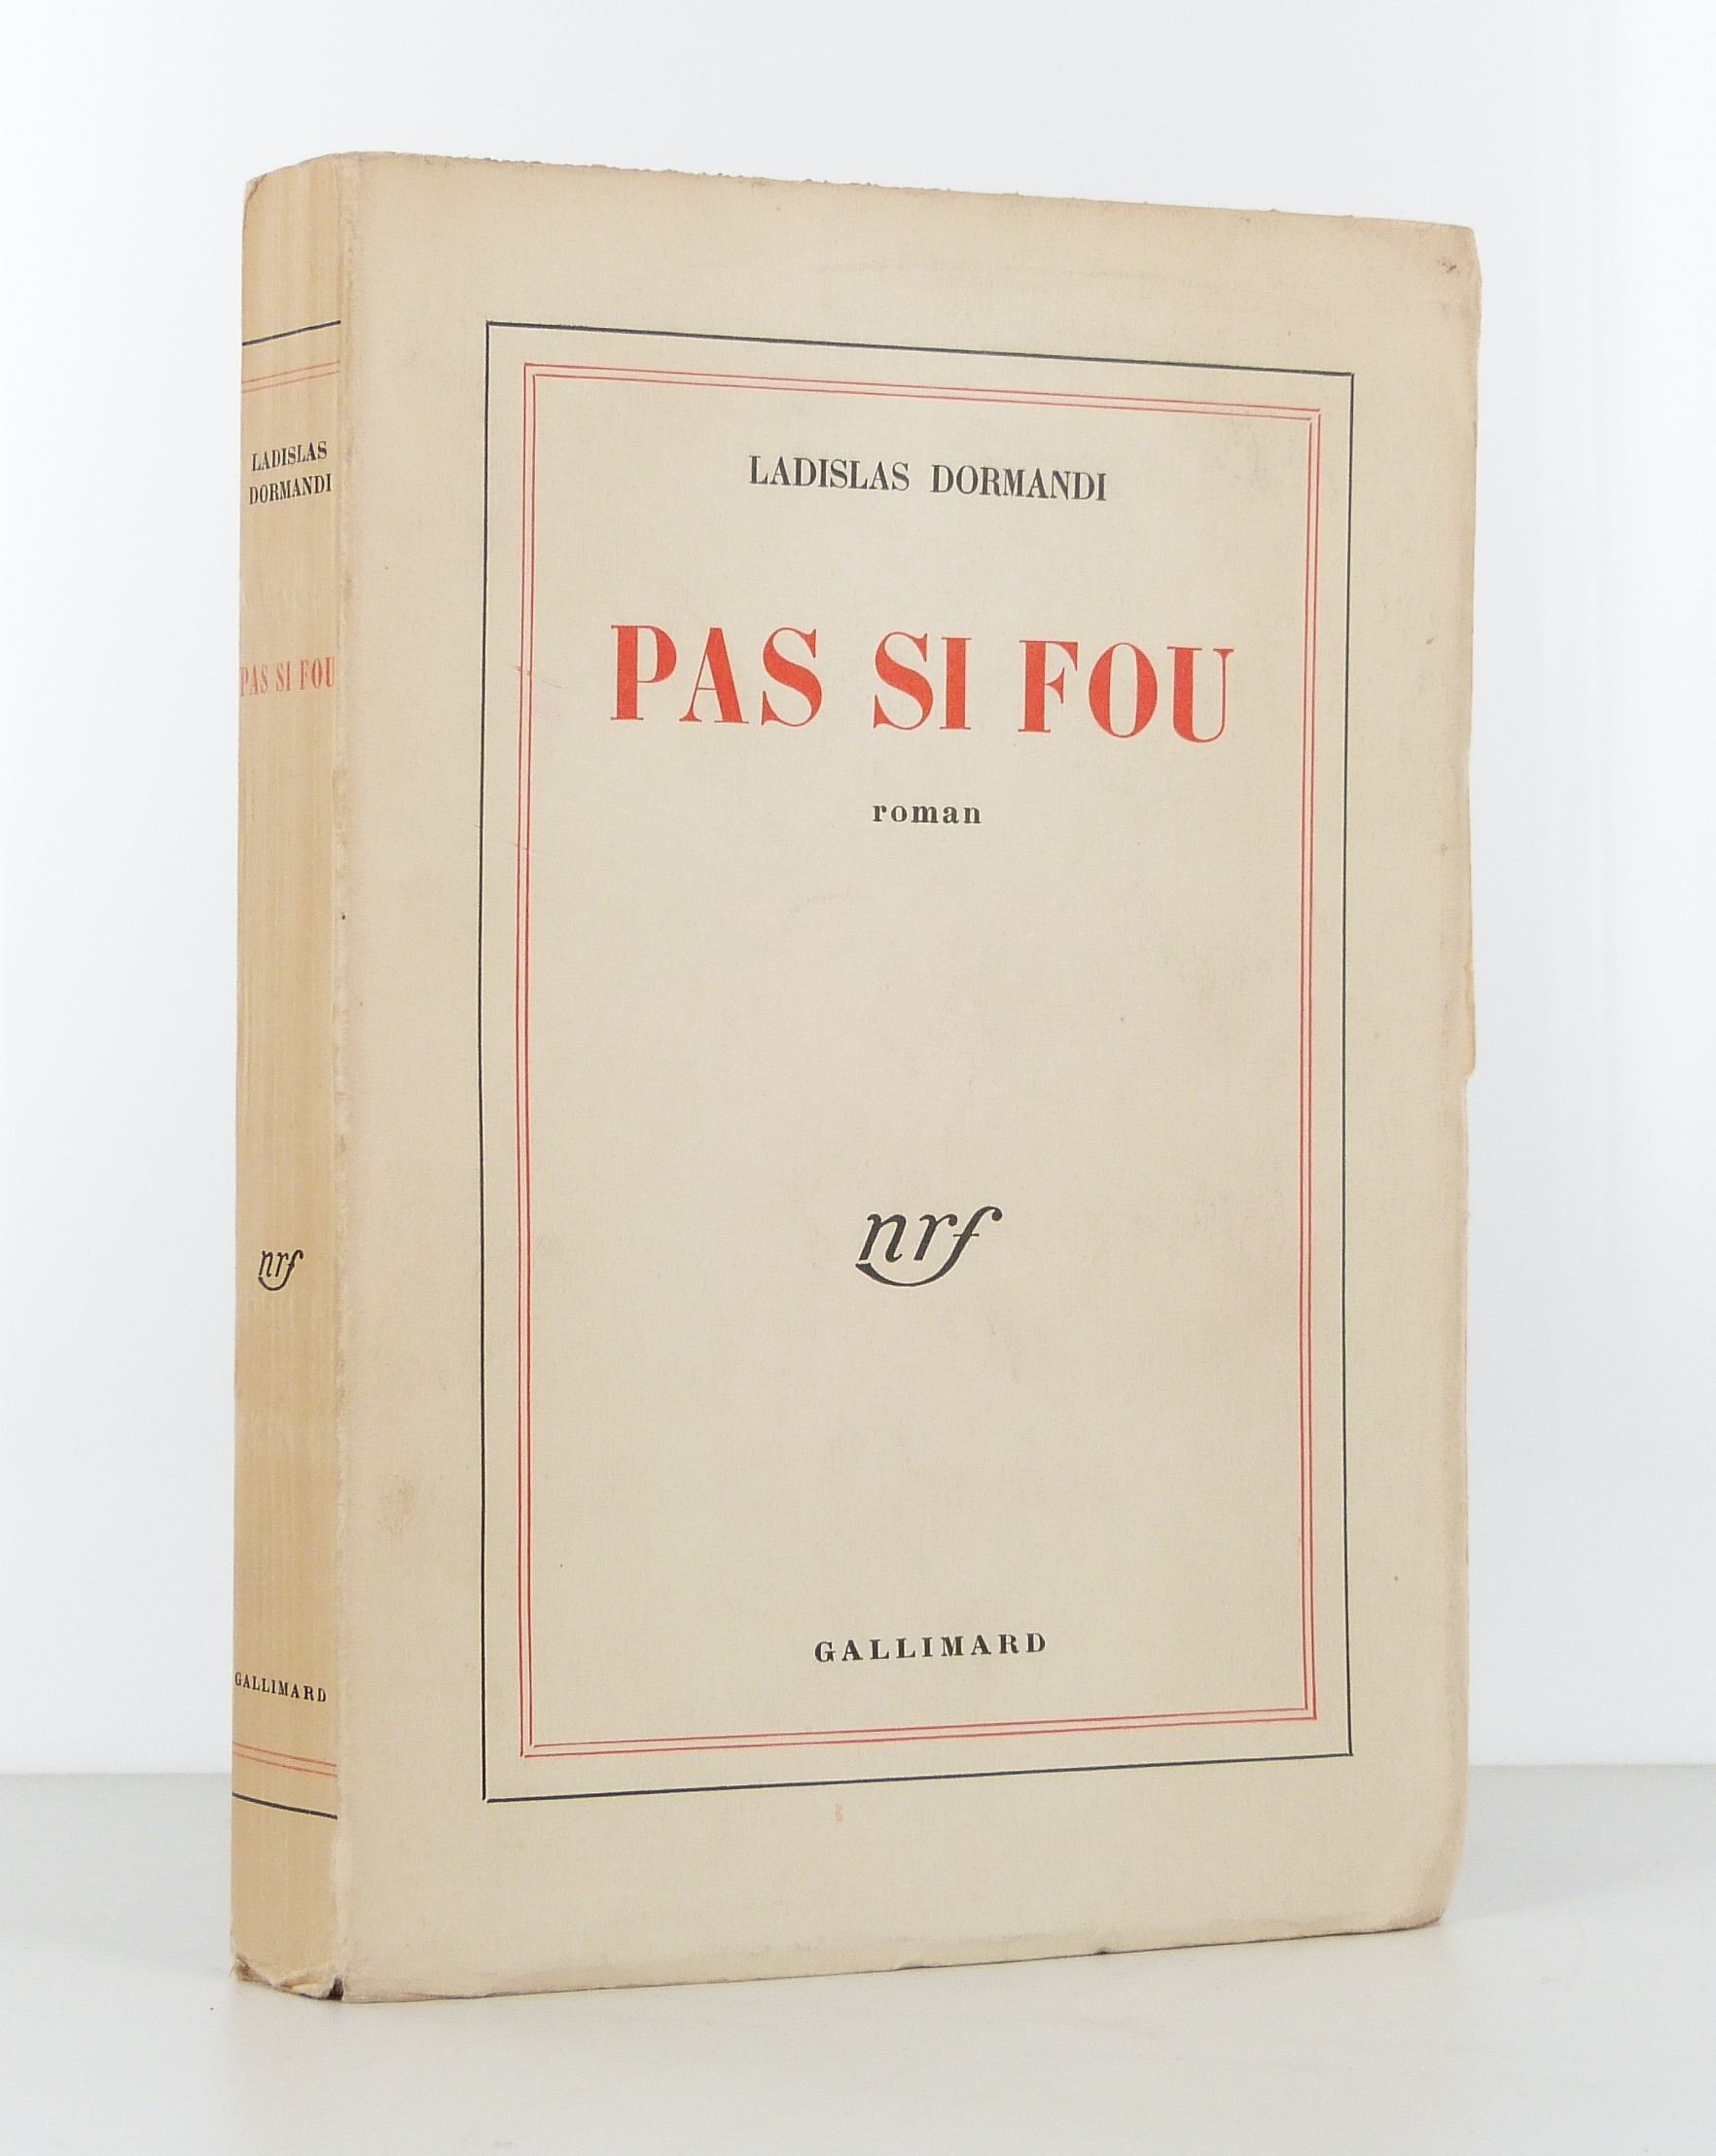 LADISLAS
DORMANDI
PAS SI FOU
nrf
GALLIMARD
LADISLAS DORMANDI
PAS SI FOU
roman
nrf
GALLIMARD